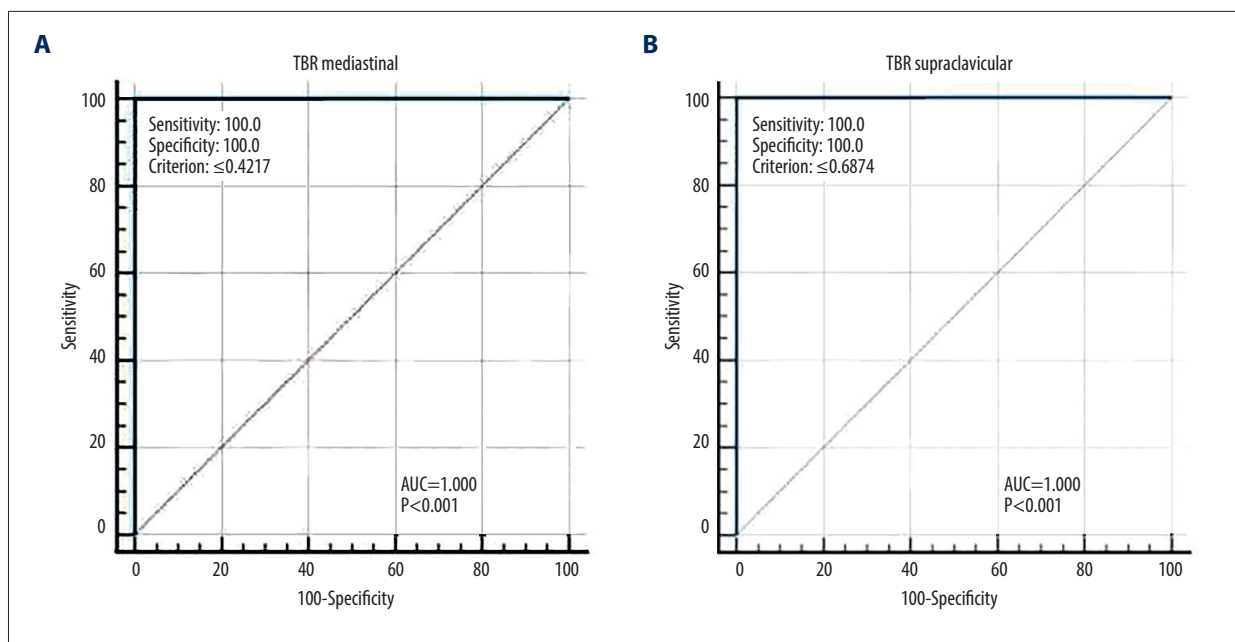 A
TBR mediastinal
100
80
60
40
20
0
Sensitivity
Sensitivity: 100.0
Specificity: 100.0
Criterion: ≤0.4217
AUC=1.000
P<0.001
0 20 40 60 80 100
100-Specificity
B
TBR supraclavicular
100
80
60
40
20
0
Sensitivity
Sensitivity: 100.0
Specificity: 100.0
Criterion: ≤0.6874
AUC=1.000
P<0.001
0 20 40 60 80 100
100-Specificity